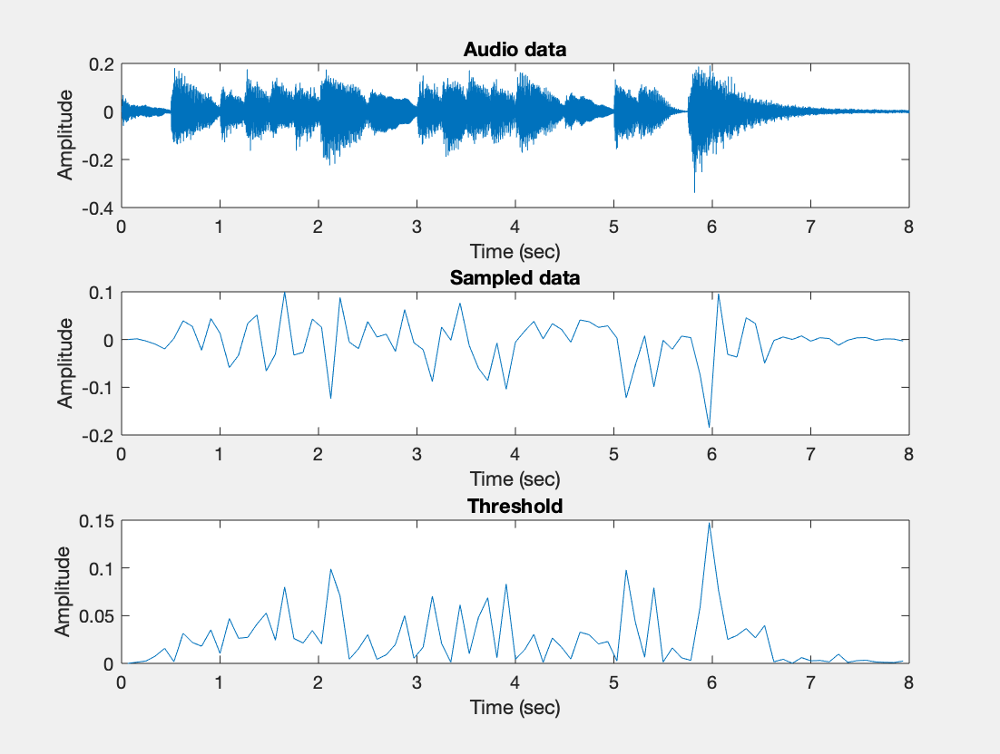 Audio data
0.2
0
-0.2
-0.4
Amplitude
0 1 2 3 4 5 6 7 8
Time (sec)
Sampled data
0.1
0
-0.1
-0.2
Amplitude
0 1 2 3 4 5 6 7 8
Time (sec)
Threshold
0.15
0.1
0.05
0
Amplitude
0 1 2 3 4 5 6 7 8
Time (sec)